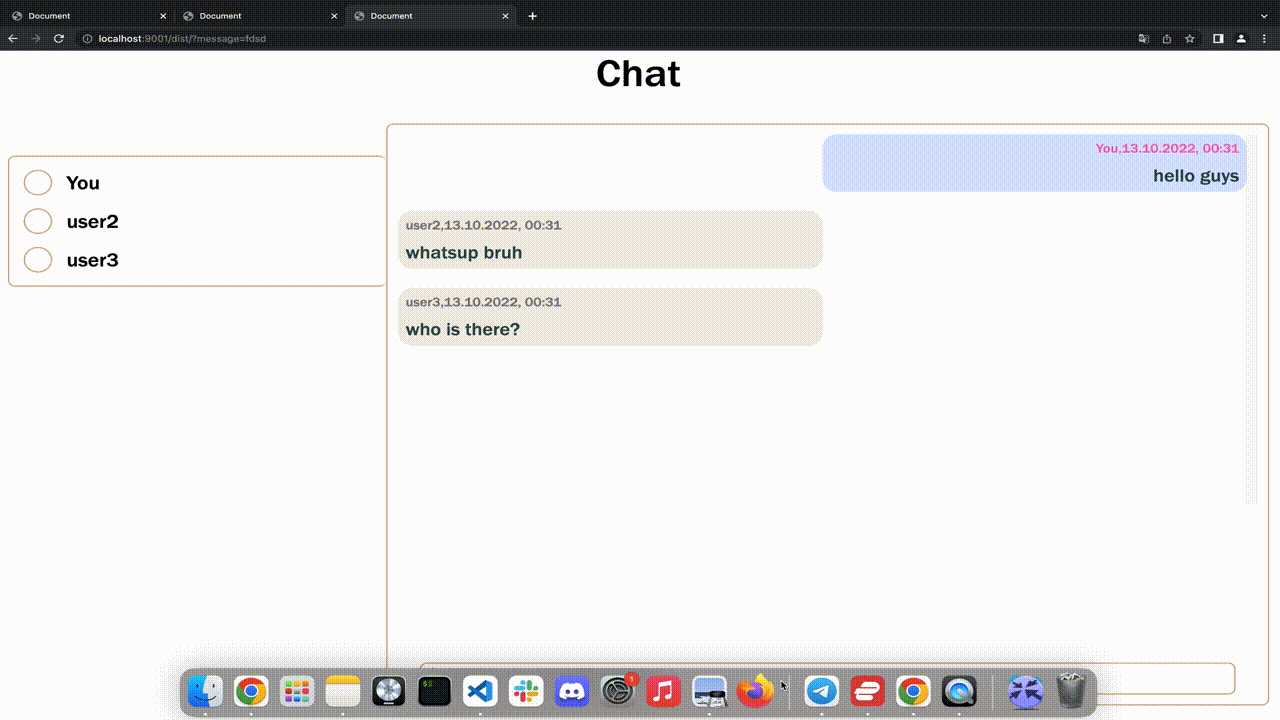 Document
Document
Document
localhost:9001/dist/?message=fdsd
Chat
You
user2
user3
You,13.10.2022, 00:31
hello guys
user2,13.10.2022, 00:31
whatsup bruh
user3,13.10.2022, 00:31
who is there?
$
1